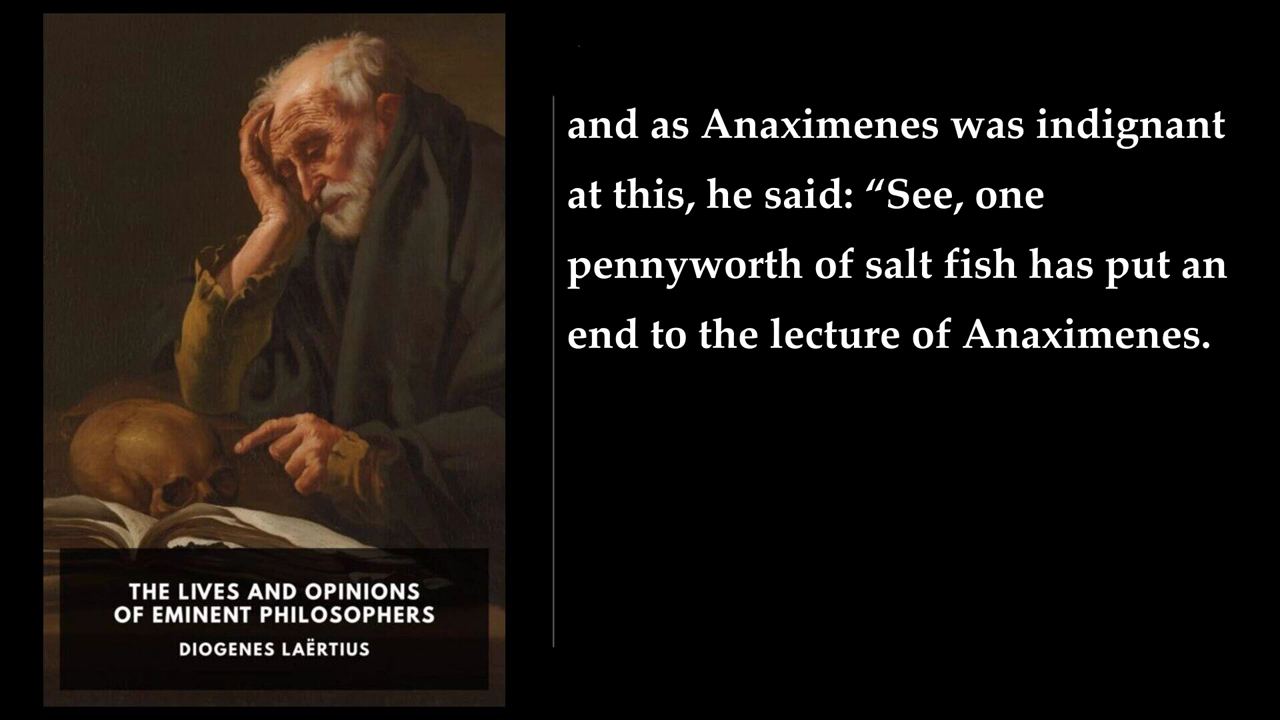 THE LIVES AND OPINIONS
OF EMINENT PHILOSOPHERS
DIOGENES LAËRTIUS
and as Anaximenes was indignant
at this, he said: “See, one
pennyworth of salt fish has put an
end to the lecture of Anaximenes.